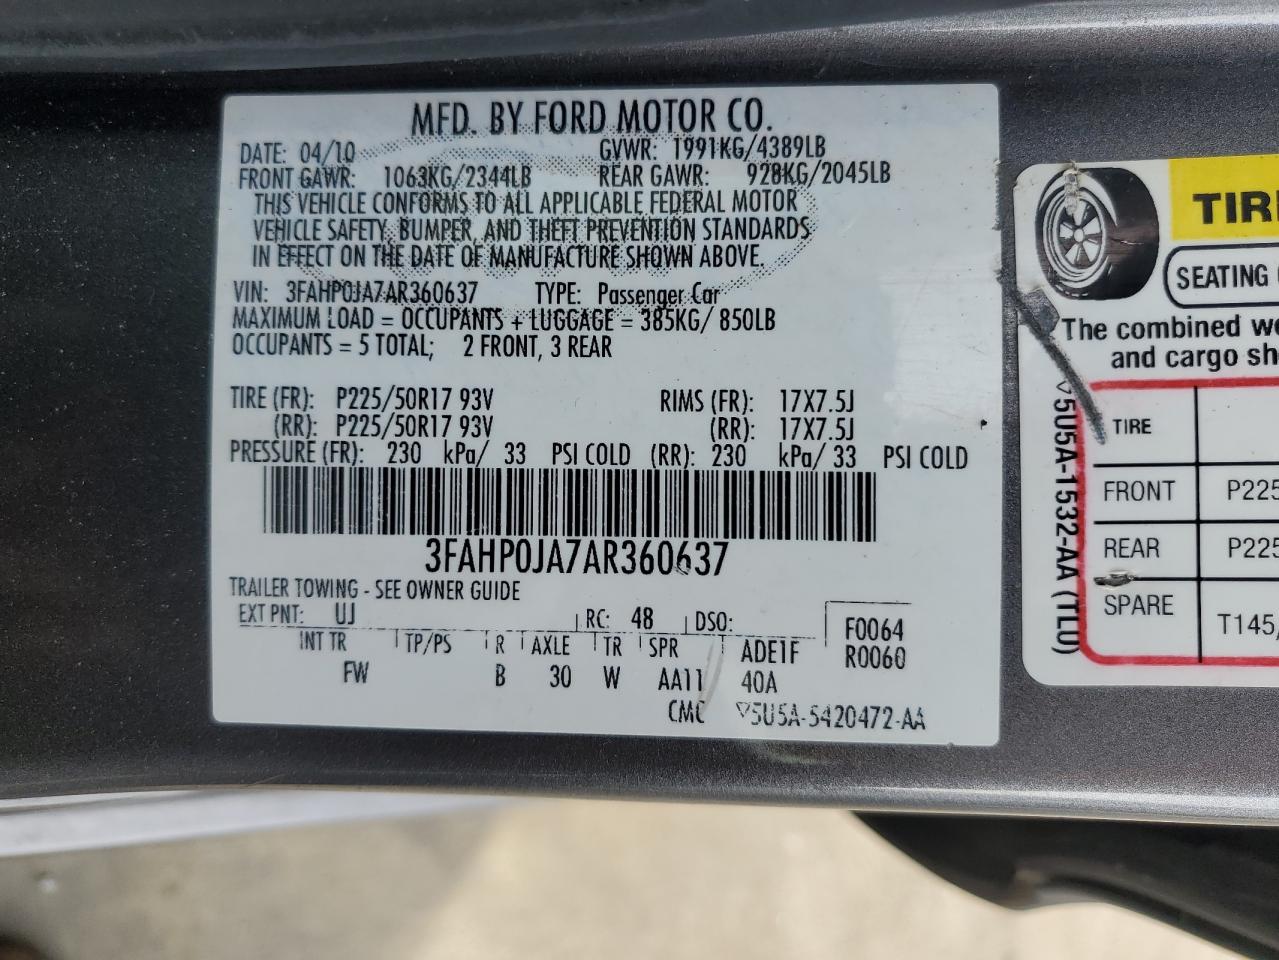 MFD. BY FORD MOTOR CO.
DATE: 04/10 GVWR: 1991KG/4389LB
FRONT GAWR: 1063KG/2344LB REAR GAWR: 928KG/2045LB
THIS VEHICLE CONFORMS TO ALL APPLICABLE FEDERAL MOTOR
VEHICLE SAFETY, BUMPER, AND THEFT PREVENTION STANDARDS
IN EFFECT ON THE DATE OF MANUFACTURE SHOWN ABOVE.
VIN: 3FAHP0JA7AR360637 TYPE: Passenger Car
MAXIMUM LOAD = OCCUPANTS + LUGGAGE = 385KG/ 850LB
OCCUPANTS = 5 TOTAL; 2 FRONT, 3 REAR
TIRE (FR): P225/50R17 93V RIMS (FR): 17X7.5J
(RR): P225/50R17 93V (RR): 17X7.5J
PRESSURE (FR): 230 kPa/ 33 PSI COLD (RR): 230 kPa/ 33 PSI COLD
3FAHP0JA7AR360637
TRAILER TOWING - SEE OWNER GUIDE
EXT PNT: UJ RC: 48 DSO: F0064
INT TR TP/PS R AXLE TR SPR ADE1F R0060
FW B 30 W AA11 40A
CMC ▽5U5A-5420472-AA
TIRE
SEATING
The combined
and cargo
TIRE
FRONT P225
REAR P225
SPARE T145/
▽5U5A-1532-AA (TLU)